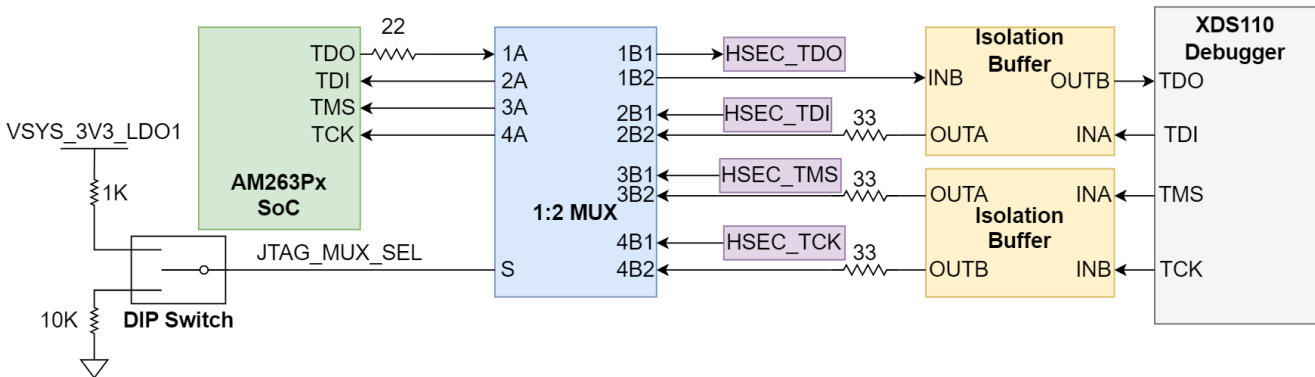 22
TDO
TDI
TMS
TCK
AM263Px
SoC
VSYS_3V3_LDO1
1K
10K
DIP Switch
JTAG_MUX_SEL
1A
2A
3A
4A
S
1:2 MUX
1B1
1B2
2B1
2B2
3B1
3B2
4B1
4B2
HSEC_TDO
HSEC_TDI
33
HSEC_TMS
33
HSEC_TCK
33
Isolation
Buffer
INB
OUTB
OUTA
INA
OUTA
INA
Isolation
Buffer
OUTB
INB
XDS110
Debugger
TDO
TDI
TMS
TCK